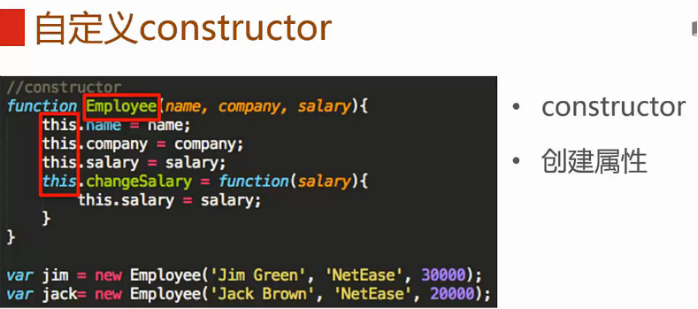 自定义constructor
//constructor
function Employee(name, company, salary){
this.name = name;
this.company = company;
this.salary = salary;
this.changeSalary = function(salary){
this.salary = salary;
}
}
var jim = new Employee('Jim Green', 'NetEase', 30000);
var jack= new Employee('Jack Brown', 'NetEase', 20000);
• constructor
• 创建属性